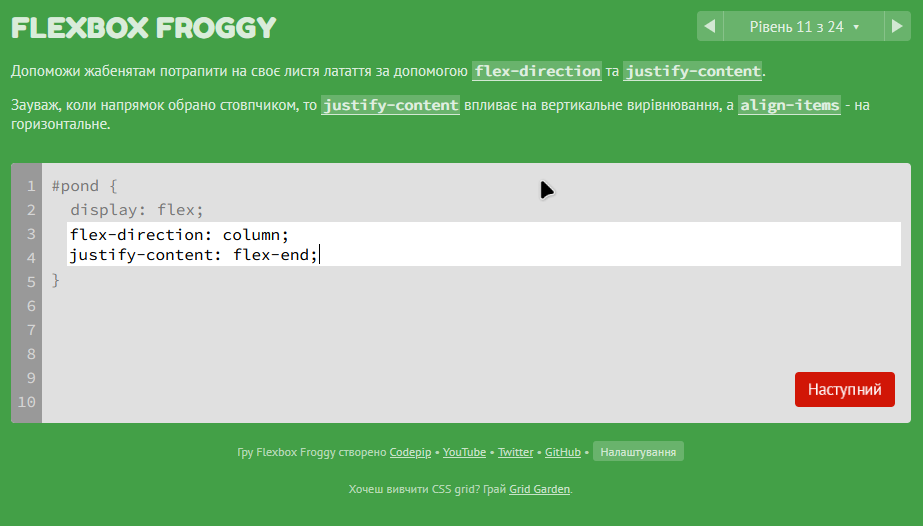 FLEXBOX FROGGY
Рівень 11 з 24
Допоможи жабенятам потрапити на своє листя латаття за допомогою flex-direction та justify-content.
Зауваж, коли напрямок обрано стовпчиком, то justify-content впливає на вертикальне вирівнювання, а align-items - на
горизонтальне.
1 #pond {
2 display: flex;
3 flex-direction: column;
4 justify-content: flex-end;
5 }
6
7
8
9
10
Наступний
Гру Flexbox Froggy створено Codepip • YouTube • Twitter • GitHub • Налаштування
Хочеш вивчити CSS grid? Грай Grid Garden.